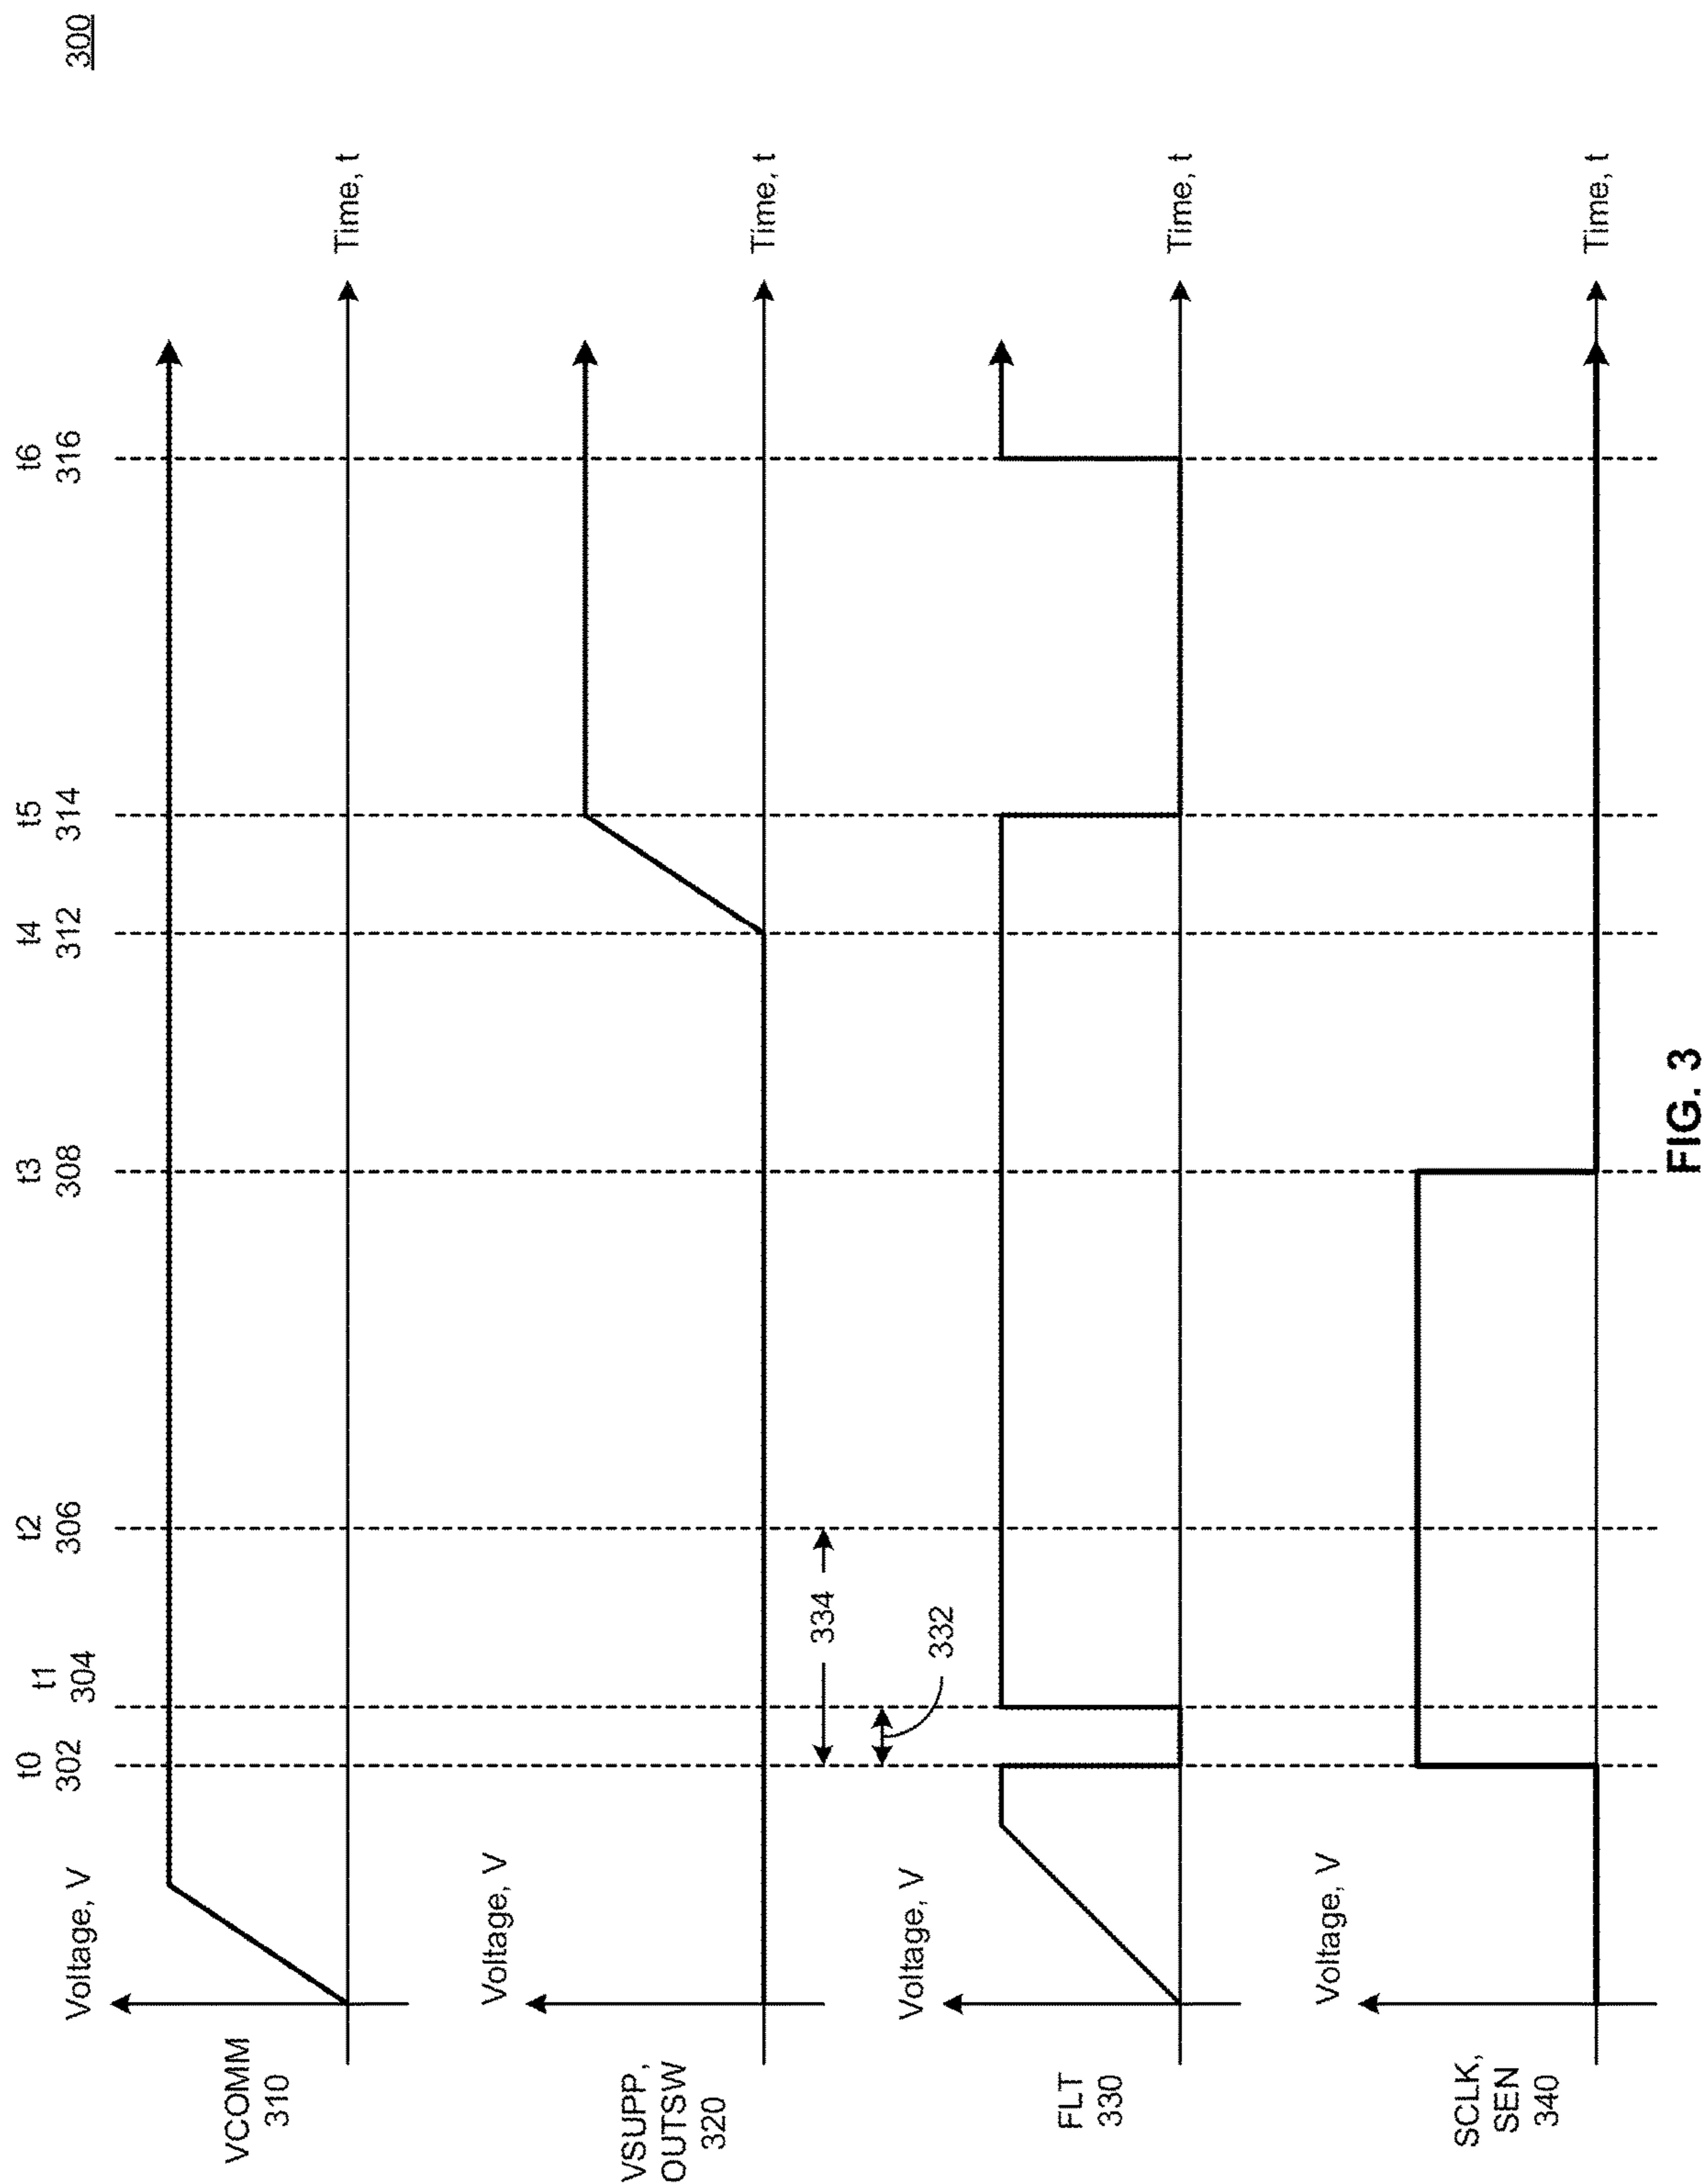 300
t0
302
t1
304
t2
306
t3
308
t4
312
t5
314
t6
316
VCOMM
310
Voltage, V
Time, t
VSUPP,
OUTSW
320
Voltage, V
Time, t
334
332
FLT
330
Voltage, V
Time, t
SCLK,
SEN
340
Voltage, V
Time, t
FIG. 3